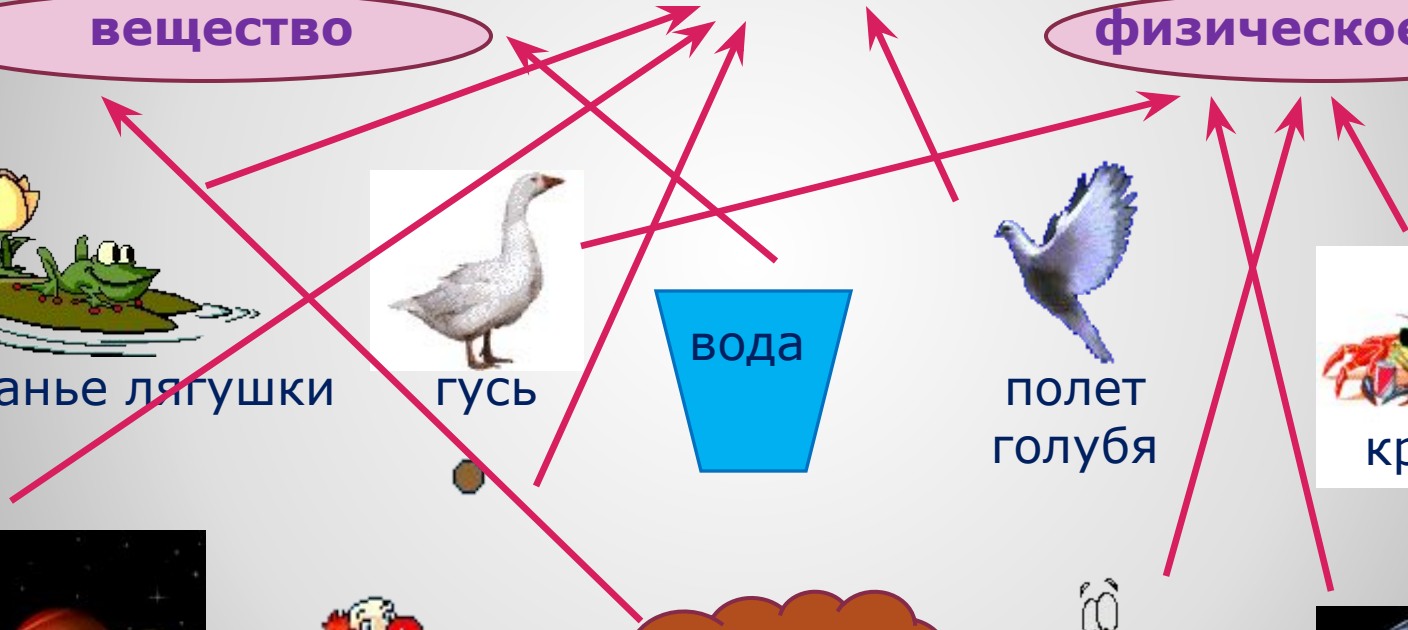 вещество
физическое
анье лягушки
гусь
вода
полет
голубя
кр